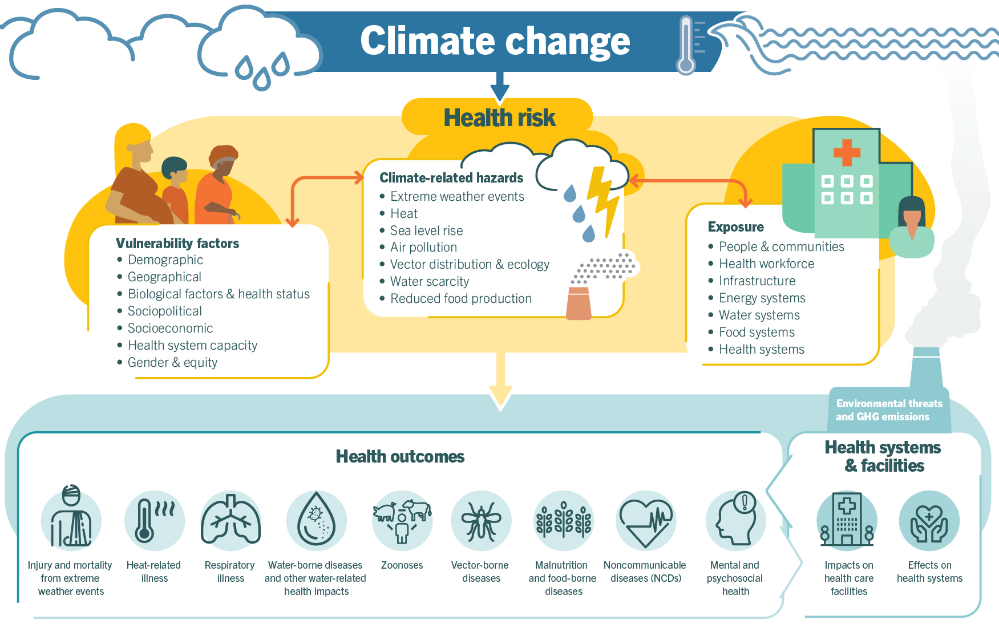 Climate change
Health risk
Vulnerability factors
• Demographic
• Geographical
• Biological factors & health status
• Sociopolitical
• Socioeconomic
• Health system capacity
• Gender & equity
Climate-related hazards
• Extreme weather events
• Heat
• Sea level rise
• Air pollution
• Vector distribution & ecology
• Water scarcity
• Reduced food production
Exposure
• People & communities
• Health workforce
• Infrastructure
• Energy systems
• Water systems
• Food systems
• Health systems
Environmental threats
and GHG emissions
Health outcomes
Injury and mortality
from extreme
weather events
Heat-related
illness
Respiratory
illness
Water-borne diseases
and other water-related
health impacts
Zoonoses
Vector-borne
diseases
Malnutrition
and food-borne
diseases
Noncommunicable
diseases (NCDs)
Mental and
psychosocial
health
Health systems
& facilities
Impacts on
health care
facilities
Effects on
health systems